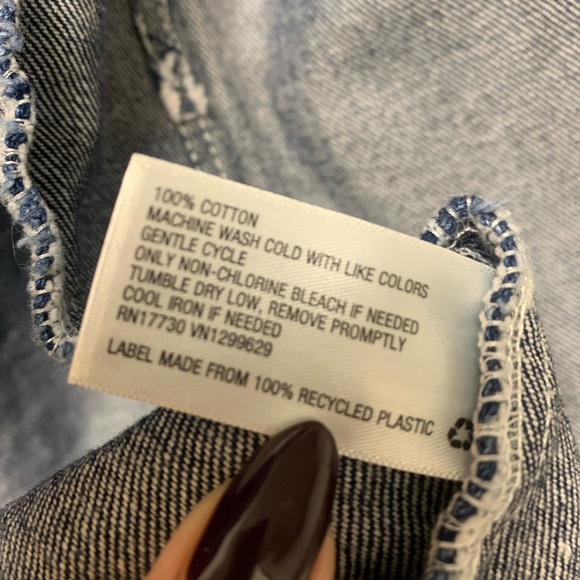 100% COTTON
MACHINE WASH COLD WITH LIKE COLORS
GENTLE CYCLE
ONLY NON-CHLORINE BLEACH IF NEEDED
TUMBLE DRY LOW, REMOVE PROMPTLY
COOL IRON IF NEEDED
RN17730 VN1299629
LABEL MADE FROM 100% RECYCLED PLASTIC